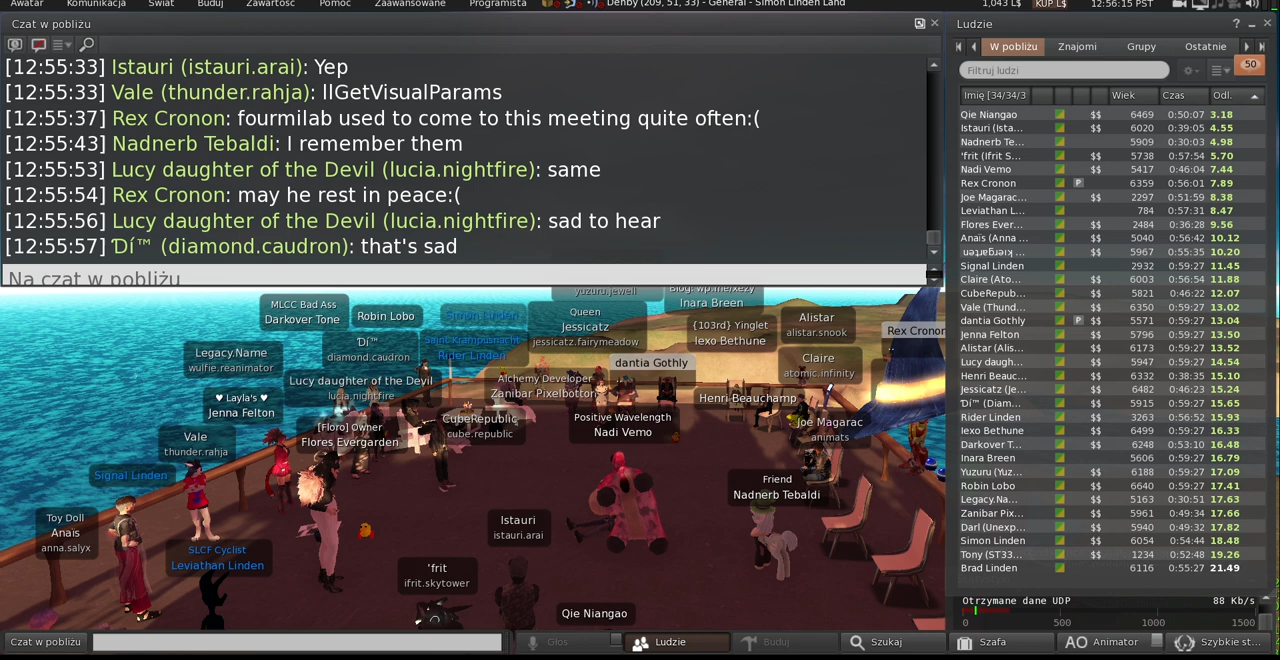 Awatar Komunikacja Świat Buduj Zawartość Pomoc Zaawansowane Programista Denby (209, 51, 33) - General - Simon Linden Land 1,043 L$ KUP L$ 12:56:15 PST
Czat w pobliżu
[12:55:33] Istauri (istauri.arai): Yep
[12:55:33] Vale (thunder.rahja): llGetVisualParams
[12:55:37] Rex Cronon: fourmilab used to come to this meeting quite often:(
[12:55:43] Nadnerb Tebaldi: I remember them
[12:55:53] Lucy daughter of the Devil (lucia.nightfire): same
[12:55:54] Rex Cronon: may he rest in peace:(
[12:55:56] Lucy daughter of the Devil (lucia.nightfire): sad to hear
[12:55:57] Ɗí™ (diamond.caudron): that's sad
Na czat w pobliżu
yuzuru.jewell
Blog: wp.me/xezy
Inara Breen
MLCC Bad Ass
Darkover Tone
Robin Lobo
Simon Linden
Queen
Jessicatz
jessicatz.fairymeadow
{103rd} Yinglet
Iexo Bethune
Alistar
alistar.snook
Rex Cronon
Ɗí™
diamond.caudron
Saint Krampusnacht
Rider Linden
Legacy.Name
wulfie.reanimator
dantia Gothly
Claire
atomic.infinity
Lucy daughter of the Devil
lucia.nightfire
Alchemy Developer
Zanibar Pixelbotton
Henri Beauchamp
♥ Layla's ♥
Jenna Felton
[Floro] Owner
Flores Evergarden
CubeRepublic
cube.republic
Positive Wavelength
Nadi Vemo
Joe Magarac
animats
Vale
thunder.rahja
Signal Linden
Friend
Nadnerb Tebaldi
Toy Doll
Anaïs
anna.salyx
SLCF Cyclist
Leviathan Linden
Istauri
istauri.arai
'frit
ifrit.skytower
Qie Niangao
Czat w pobliżu Głos Ludzie Buduj Szukaj
Ludzie
W pobliżu Znajomi Grupy Ostatnie
Filtruj ludzi 50
Imię [34/34/3 Wiek Czas Odl.
Qie Niangao $$ 6469 0:50:07 3.18
Istauri (Ista... $$ 6020 0:39:05 4.55
Nadnerb Te... 5909 0:30:03 4.98
'frit (Ifrit S... $$ 5738 0:57:54 5.70
Nadi Vemo $$ 5417 0:46:04 7.44
Rex Cronon P 6359 0:56:01 7.89
Joe Magarac... $$ 2297 0:51:59 8.38
Leviathan L... 784 0:57:31 8.47
Flores Ever... $$ 2484 0:36:28 9.56
Anaïs (Anna ... $$ 5040 0:56:42 10.12
$$ 5967 0:55:35 10.20
Signal Linden 2932 0:59:27 11.45
Claire (Ato... $$ 6003 0:56:54 11.88
CubeRepub... $$ 5821 0:46:22 12.07
Vale (Thund... $$ 6350 0:59:27 13.02
dantia Gothly P $$ 5571 0:59:27 13.04
Jenna Felton $$ 5796 0:59:27 13.50
Alistar (Alis... $$ 6173 0:59:27 13.52
Lucy daugh... $$ 5947 0:59:27 14.54
Henri Beauc... $$ 6332 0:38:35 15.10
Jessicatz (Je... $$ 6482 0:46:23 15.24
Ɗí™ (Diam... $$ 5915 0:59:27 15.65
Rider Linden $$ 3263 0:56:52 15.93
Iexo Bethune $$ 6499 0:59:27 16.33
Darkover T... $$ 6248 0:53:10 16.48
Inara Breen 5606 0:59:27 16.79
Yuzuru (Yuz... $$ 6188 0:59:27 17.09
Robin Lobo $$ 6640 0:59:27 17.41
Legacy.Na... $$ 5163 0:30:51 17.63
Zanibar Pix... $$ 5961 0:49:34 17.66
Darl (Unexp... $$ 5940 0:49:32 17.82
Simon Linden $$ 6054 0:54:44 18.48
Tony (ST33... $$ 1234 0:52:48 19.26
Brad Linden 6116 0:55:27 21.49
Otrzymane dane UDP 88 Kb/s
0 500 1000 1500
Szafa AO Animator Szybkie st...